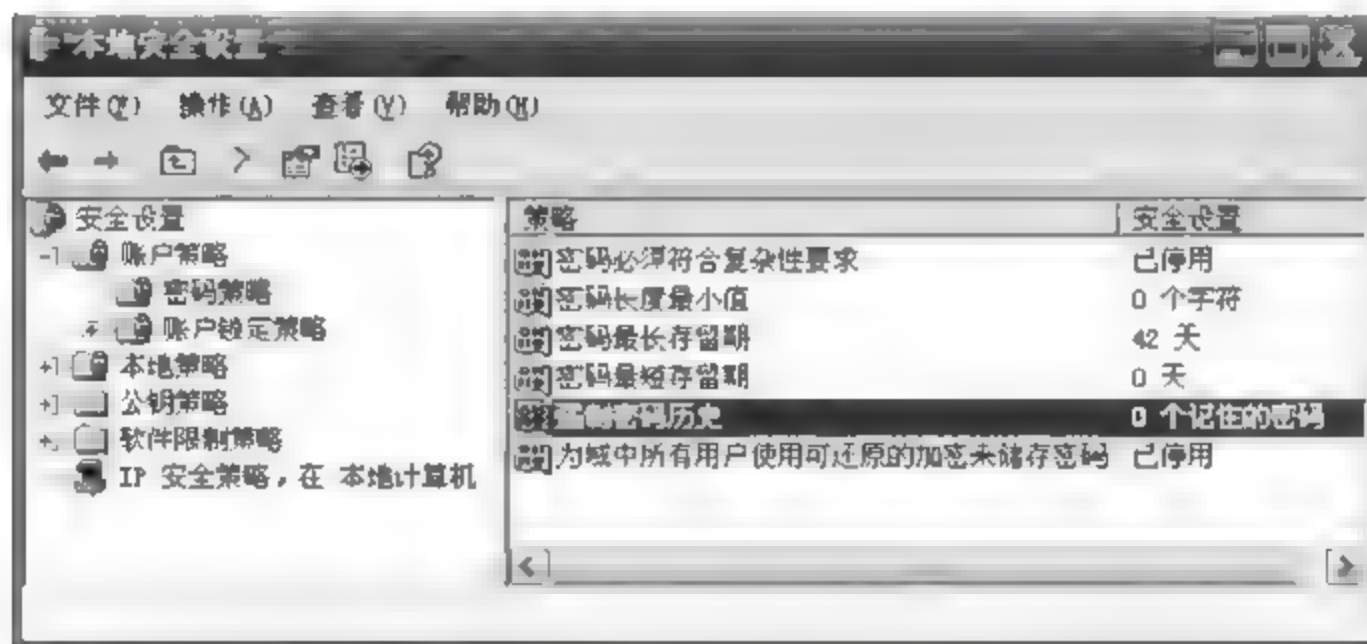 本地安全设置
文件(F) 操作(A) 查看(V) 帮助(H)
安全设置
账户策略
密码策略
账户锁定策略
本地策略
公钥策略
软件限制策略
IP 安全策略，在 本地计算机
策略 安全设置
密码必须符合复杂性要求 已停用
密码长度最小值 0 个字符
密码最长存留期 42 天
密码最短存留期 0 天
强制密码历史 0 个记住的密码
为域中所有用户使用可还原的加密来储存密码 已停用